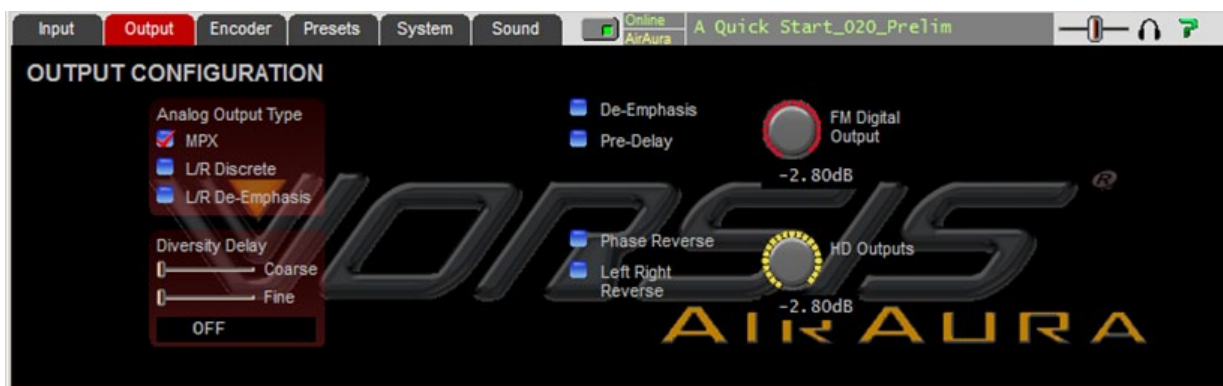 Input Output Encoder Presets System Sound Online AirAura A Quick Start_020_Prelim
OUTPUT CONFIGURATION
Analog Output Type
MPX
L/R Discrete
L/R De-Emphasis
De-Emphasis
Pre-Delay
FM Digital
Output
-2.80dB
Diversity Delay
Coarse
Fine
OFF
Phase Reverse
Left Right
Reverse
HD Outputs
-2.80dB
VORSIS ®
AIRAURA